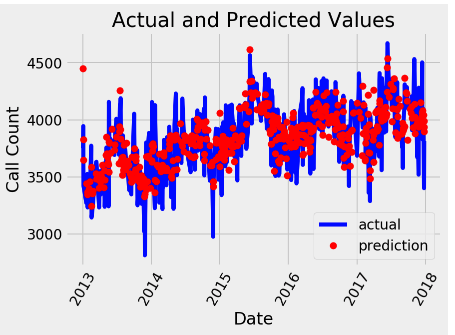 Actual and Predicted Values
Call Count
4500
4000
3500
3000
2013
2014
2015
2016
2017
2018
Date
actual
prediction